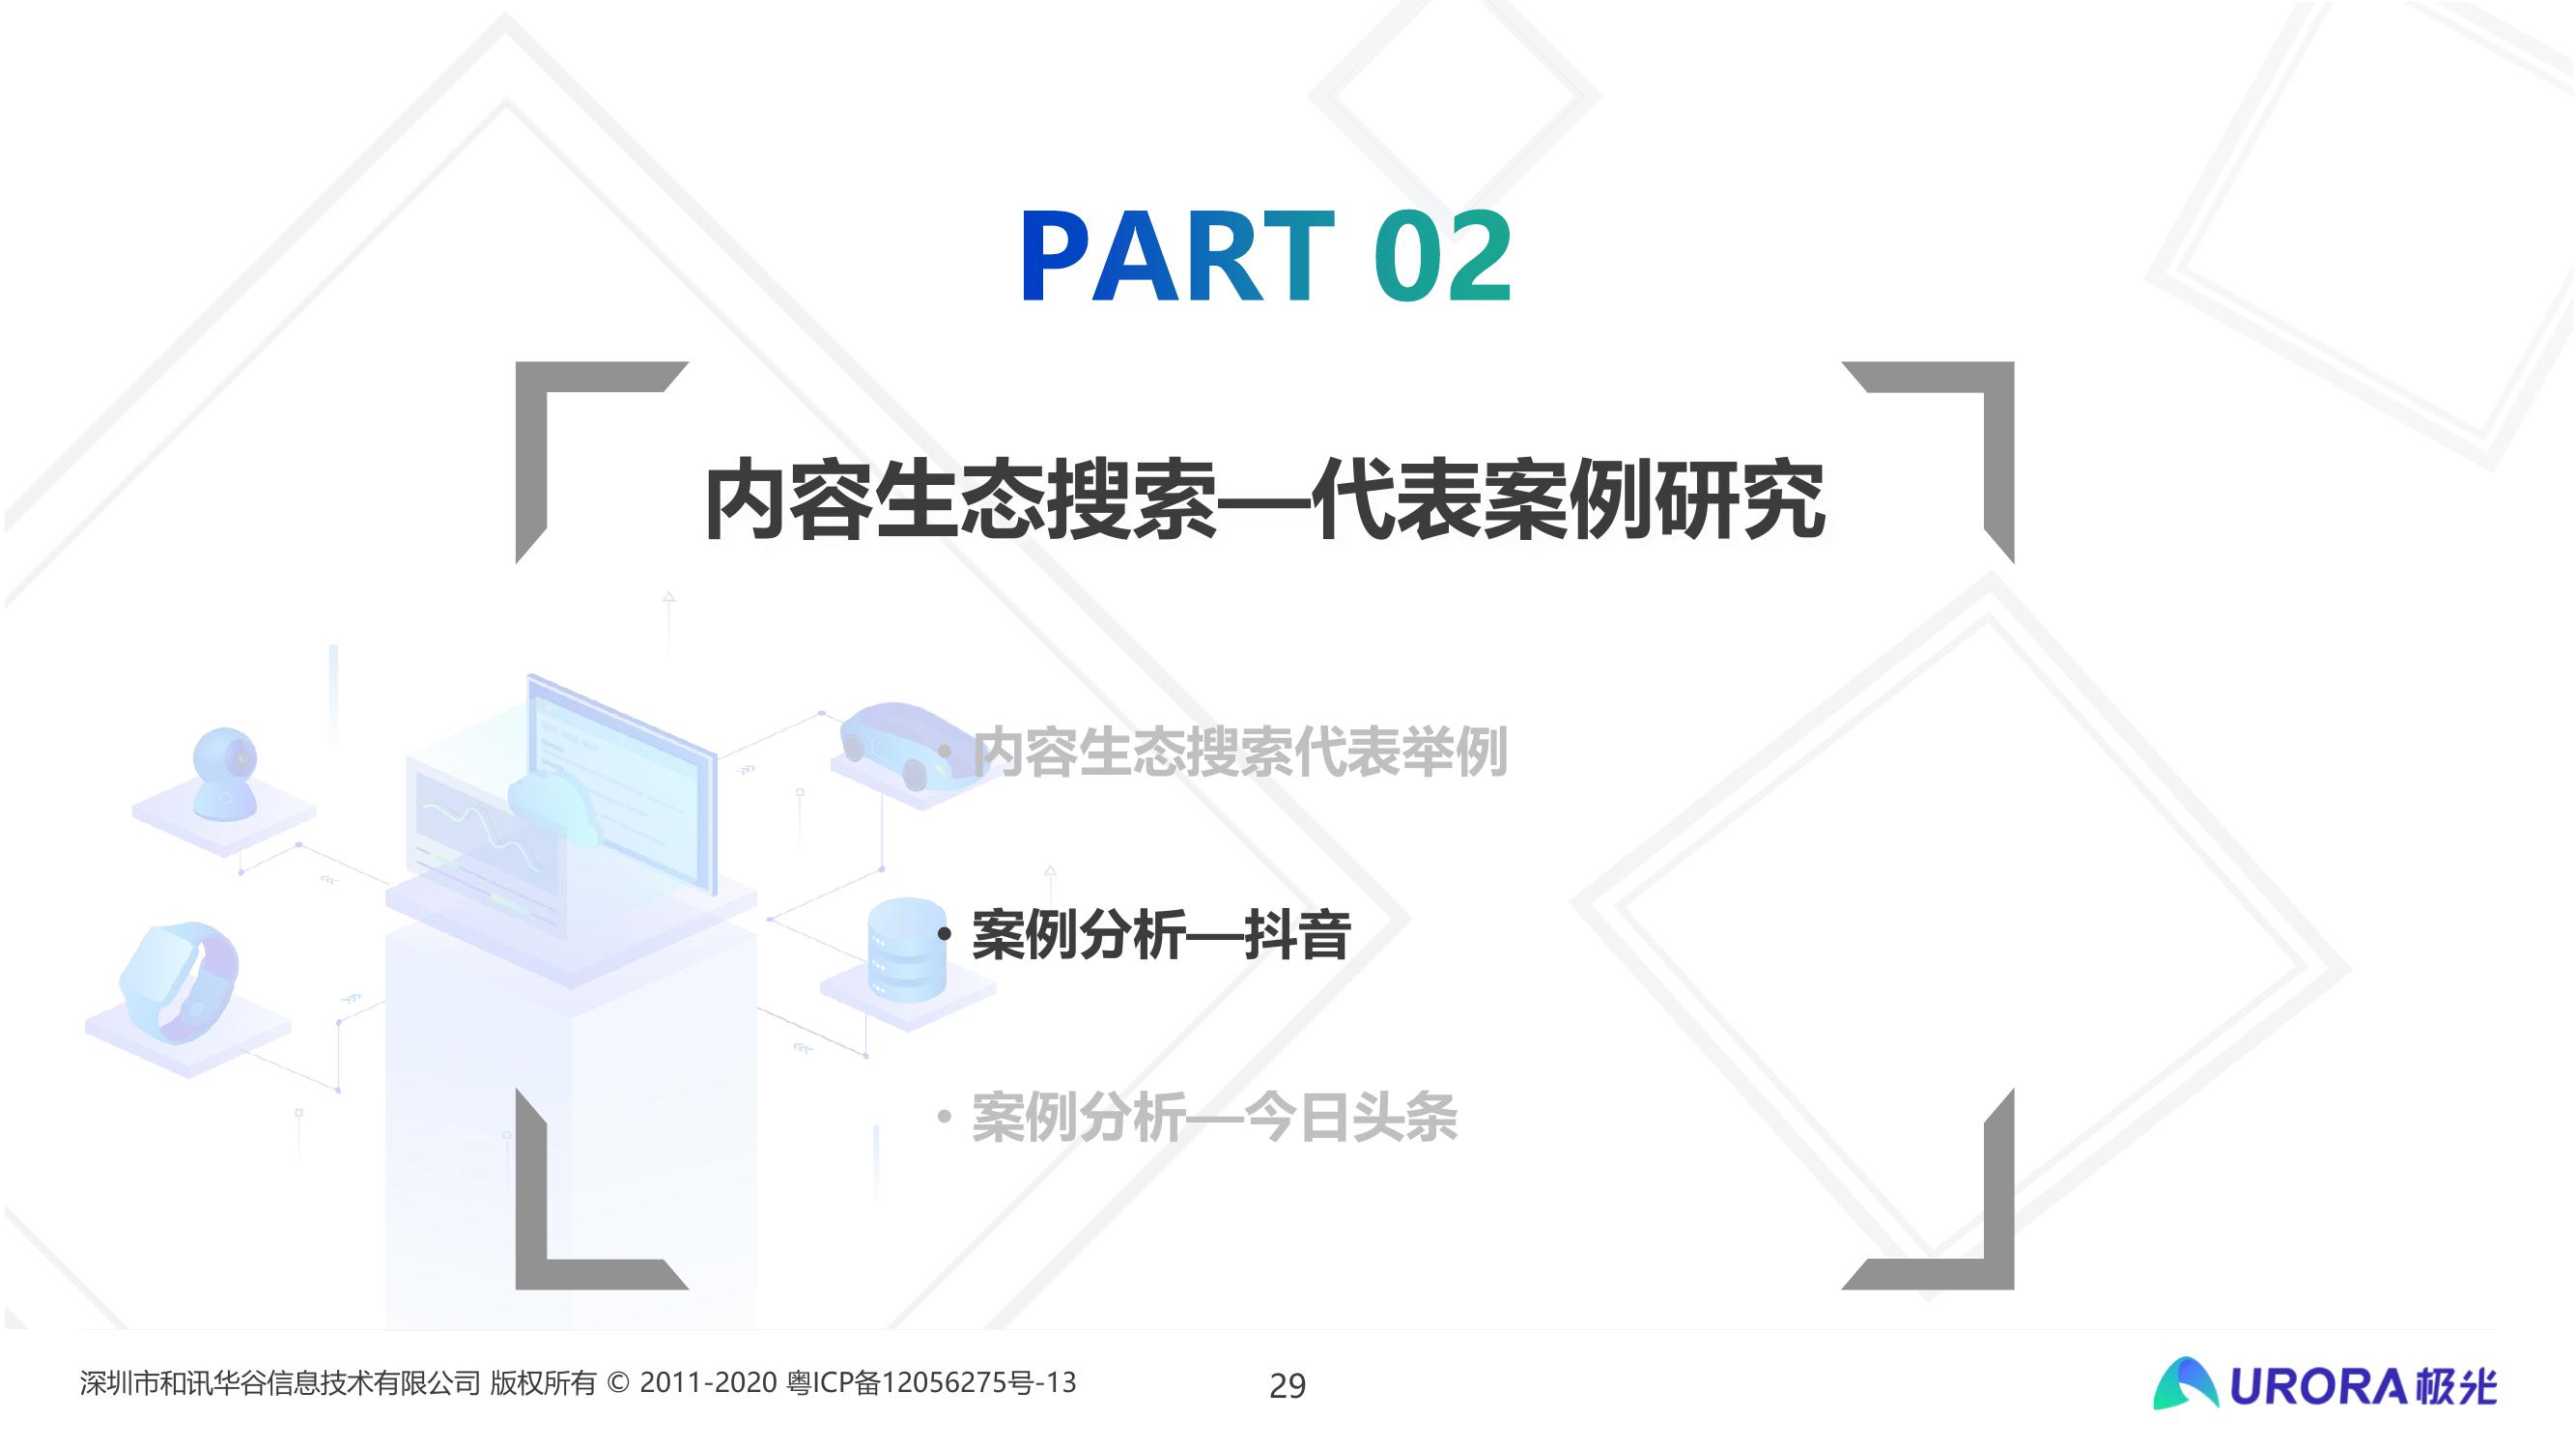 PART 02
内容生态搜索—代表案例研究
• 内容生态搜索代表举例
• 案例分析—抖音
• 案例分析—今日头条
深圳市和讯华谷信息技术有限公司 版权所有 © 2011-2020 粤ICP备12056275号-13
29
URORA极光